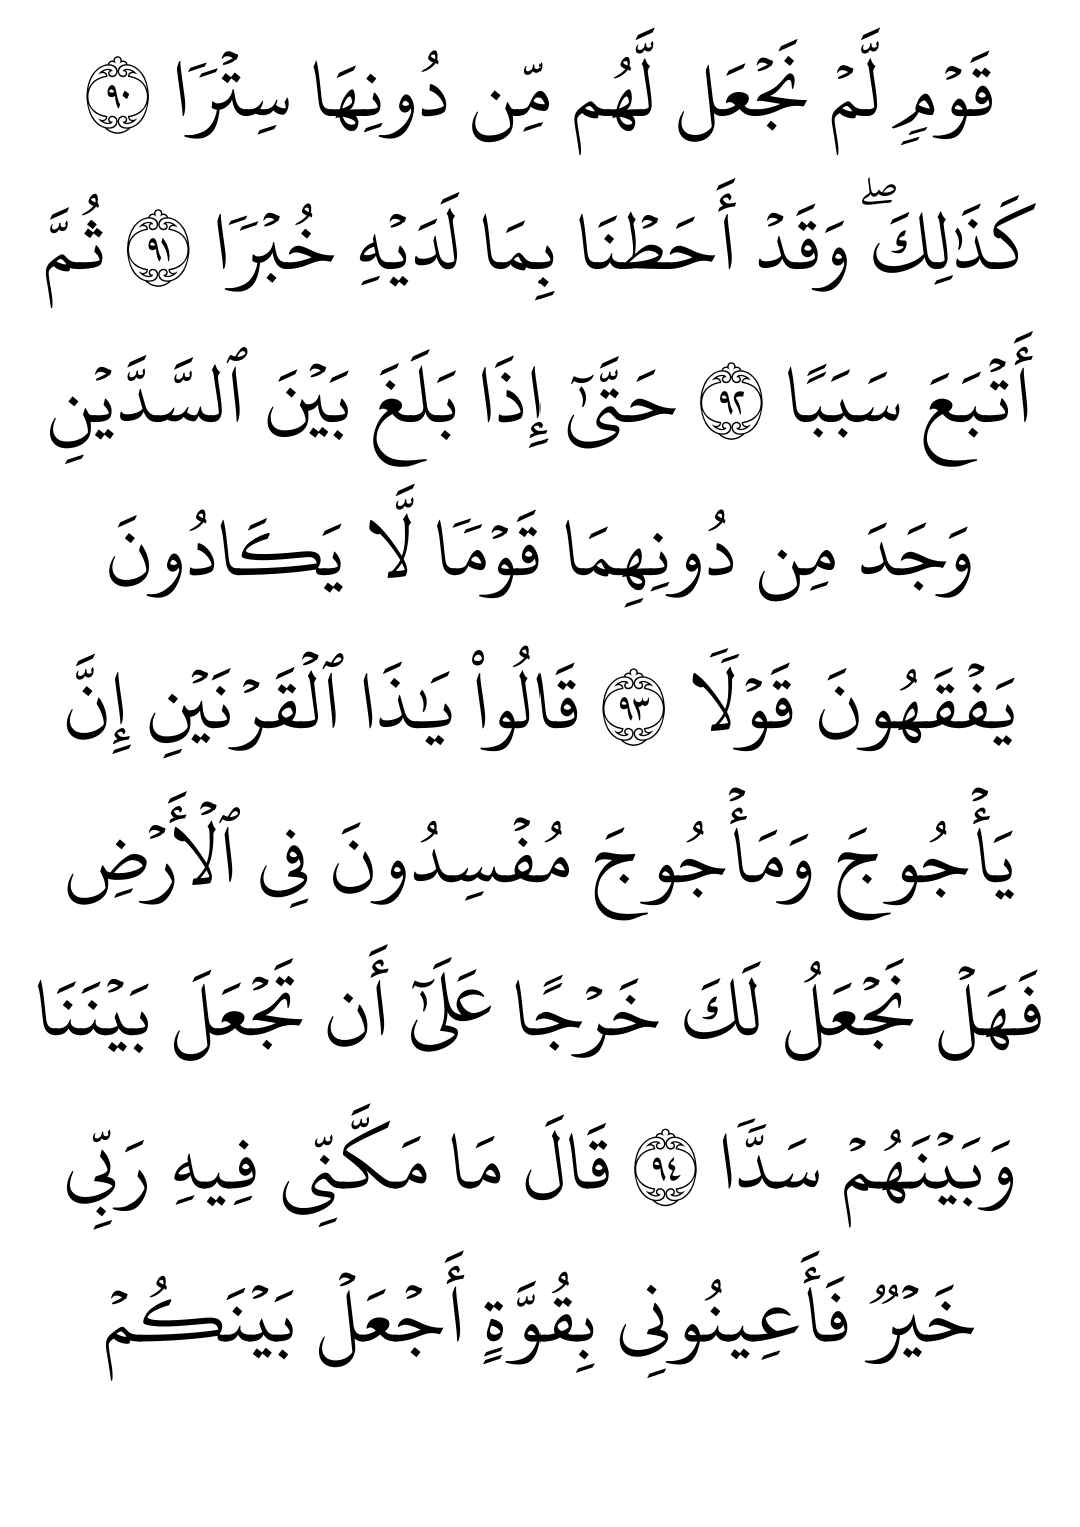 قَوۡمٖ لَّمۡ نَجۡعَل لَّهُم مِّن دُونِهَا سِتۡرٗا ٩٠
كَذَٰلِكَۖ وَقَدۡ أَحَطۡنَا بِمَا لَدَيۡهِ خُبۡرٗا ٩١ ثُمَّ
أَتۡبَعَ سَبَبًا ٩٢ حَتَّىٰٓ إِذَا بَلَغَ بَيۡنَ ٱلسَّدَّيۡنِ
وَجَدَ مِن دُونِهِمَا قَوۡمٗا لَّا يَكَادُونَ
يَفۡقَهُونَ قَوۡلٗا ٩٣ قَالُواْ يَٰذَا ٱلۡقَرۡنَيۡنِ إِنَّ
يَأۡجُوجَ وَمَأۡجُوجَ مُفۡسِدُونَ فِي ٱلۡأَرۡضِ
فَهَلۡ نَجۡعَلُ لَكَ خَرۡجًا عَلَىٰٓ أَن تَجۡعَلَ بَيۡنَنَا
وَبَيۡنَهُمۡ سَدّٗا ٩٤ قَالَ مَا مَكَّنِّي فِيهِ رَبِّي
خَيۡرٞ فَأَعِينُونِي بِقُوَّةٍ أَجۡعَلۡ بَيۡنَكُمۡ